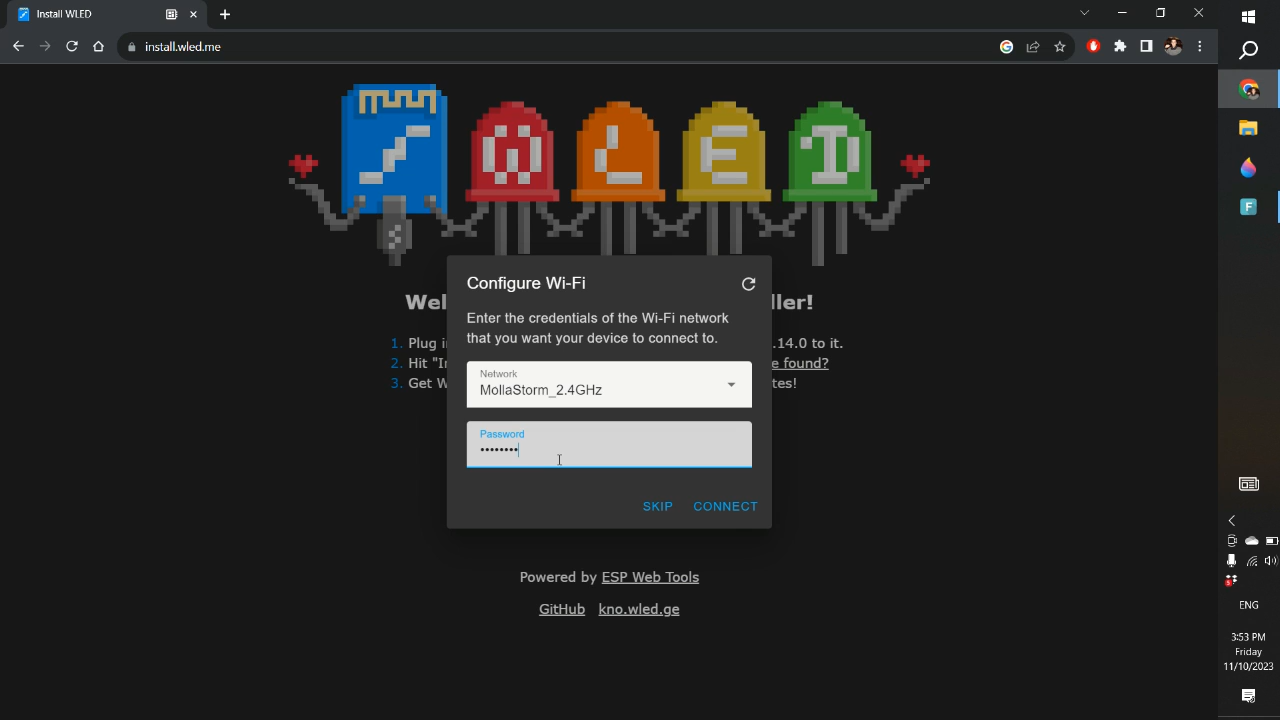 Install WLED
install.wled.me
WLED
Wel ller!
1. Plug i .14.0 to it.
2. Hit "I e found?
3. Get W tes!
Configure Wi-Fi
Enter the credentials of the Wi-Fi network
that you want your device to connect to.
Network
MollaStorm_2.4GHz
Password
••••••••
SKIP CONNECT
Powered by ESP Web Tools
GitHub kno.wled.ge
F
ENG
3:53 PM
Friday
11/10/2023